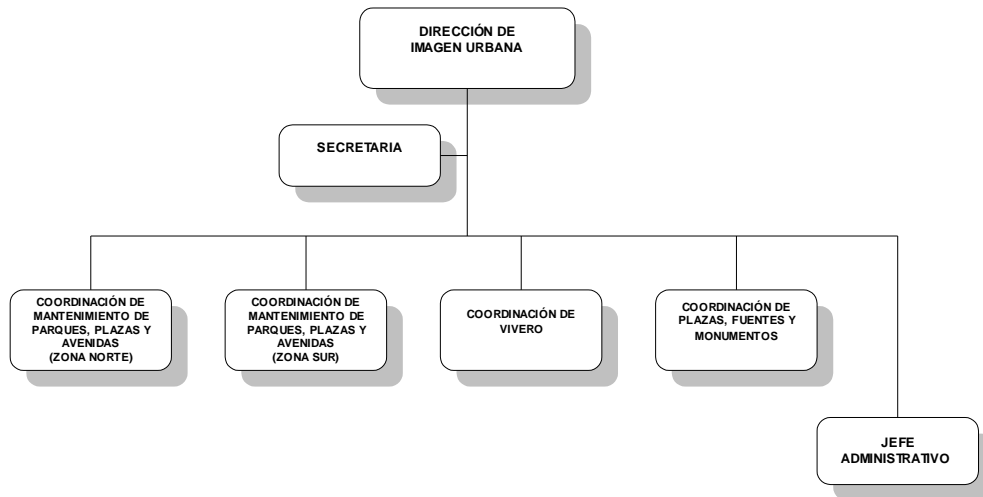 DIRECCIÓN DE
IMAGEN URBANA
SECRETARIA
COORDINACIÓN DE
MANTENIMIENTO DE
PARQUES, PLAZAS Y
AVENIDAS
(ZONA NORTE)
COORDINACIÓN DE
MANTENIMIENTO DE
PARQUES, PLAZAS Y
AVENIDAS
(ZONA SUR)
COORDINACIÓN DE
VIVERO
COORDINACIÓN DE
PLAZAS, FUENTES Y
MONUMENTOS
JEFE
ADMINISTRATIVO